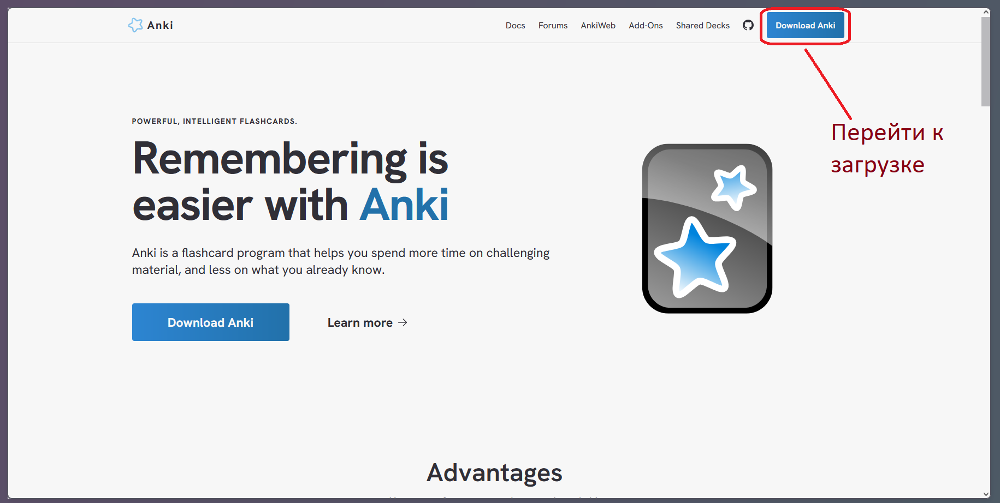 Anki
Docs
Forums
AnkiWeb
Add-Ons
Shared Decks
Download Anki
Перейти к
загрузке
POWERFUL, INTELLIGENT FLASHCARDS.
Remembering is
easier with Anki
Anki is a flashcard program that helps you spend more time on challenging
material, and less on what you already know.
Download Anki
Learn more →
Advantages